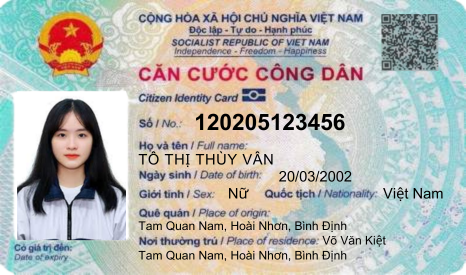 CỘNG HÒA XÃ HỘI CHỦ NGHĨA VIỆT NAM
Độc lập - Tự do - Hạnh phúc
SOCIALIST REPUBLIC OF VIET NAM
Independence - Freedom - Happiness
CĂN CƯỚC CÔNG DÂN
Citizen Identity Card
Số / No.: 120205123456
Họ và tên / Full name:
TÔ THỊ THÙY VÂN
Ngày sinh / Date of birth: 20/03/2002
Giới tính / Sex: Nữ Quốc tịch / Nationality: Việt Nam
Quê quán / Place of origin:
Tam Quan Nam, Hoài Nhơn, Bình Định
Nơi thường trú / Place of residence: Võ Văn Kiệt
Tam Quan Nam, Hoài Nhơn, Bình Định
Có giá trị đến:
Date of expiry